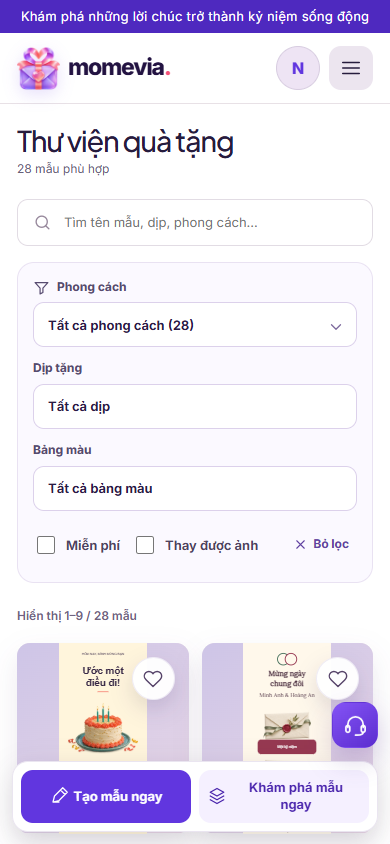 Khám phá những lời chúc trở thành kỷ niệm sống động
momevia.
N
Thư viện quà tặng
28 mẫu phù hợp
Tìm tên mẫu, dịp, phong cách...
Phong cách
Tất cả phong cách (28)
Dịp tặng
Tất cả dịp
Bảng màu
Tất cả bảng màu
Miễn phí
Thay được ảnh
Bỏ lọc
Hiển thị 1–9 / 28 mẫu
Ước một
điều đi!
Mừng ngày
chung đôi
Minh Anh & Hoàng An
Tạo mẫu ngay
Khám phá mẫu
ngay